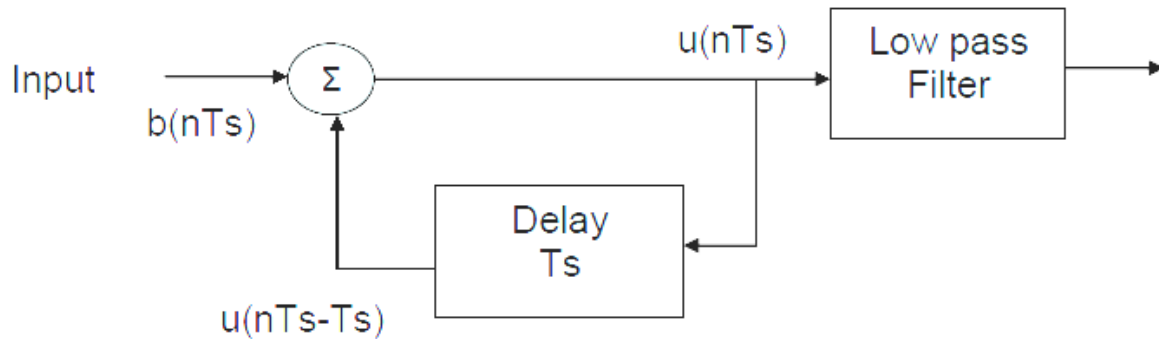 Input
b(nTs)
Σ
u(nTs)
Low pass
Filter
Delay
Ts
u(nTs-Ts)